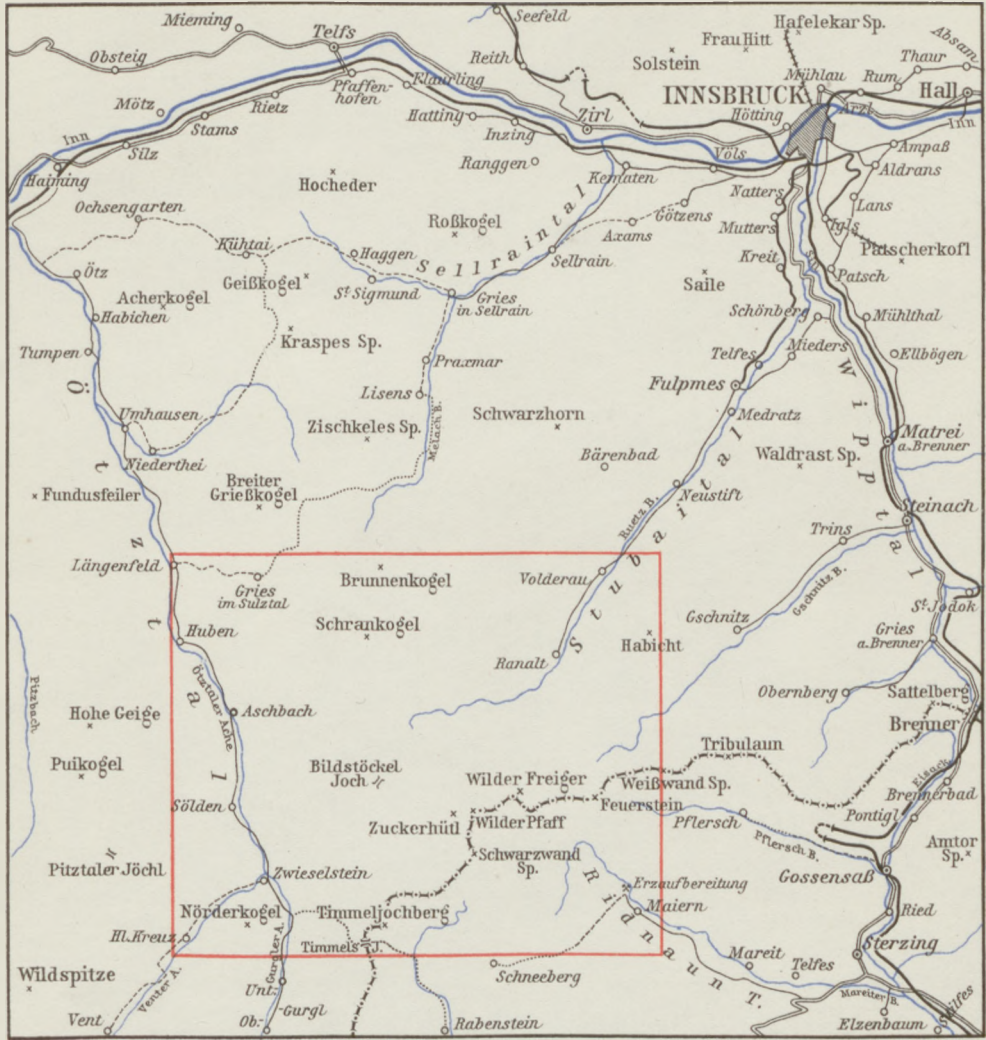 Mieming
Telfs
Seefeld
Hafelekar Sp.
Frau Hitt
Absam
Obsteig
Reith
Solstein
Thaur
Pfaffen-
hofen
Flaurling
Mühlau
Rum
Hall
Mötz
Rietz
INNSBRUCK
Arzl
Hatting
Zirl
Hötting
Inn
Inn
Stams
Inzing
Völs
Ampaß
Silz
Ranggen
Aldrans
Haiming
Hocheder
Kematen
Natters
Ochsengarten
Götzens
Lans
Roßkogel
Mutters
Igls
Axams
Kühtai
Haggen
Sellraintal
Sellrain
Kreit
Patscherkofl
Ötz
Geißkogel
St. Sigmund
Saile
Patsch
Acherkogel
Gries
in Sellrain
Habichen
Schönberg
Mühlthal
Kraspes Sp.
Tumpen
Praxmar
Telfes
Mieders
Ellbögen
Lisens
Fulpmes
Umhausen
Zischkeles Sp.
Melach B.
Schwarzhorn
Medratz
Wipptal
Matrei
a. Brenner
Niederthei
Bärenbad
Waldrast Sp.
Fundusfeiler
Breiter
Grießkogel
Neustift
Ruetz B.
Stubaital
Steinach
Trins
Ötztal
Längenfeld
Brunnenkogel
Volderau
Gries
im Sulztal
Gschnitz B.
St. Jodok
Huben
Schrankogel
Gschnitz
Gries
a. Brenner
Habicht
Ranalt
Ötztaler Ache
Pitzbach
Obernberg
Sattelberg
Hohe Geige
Aschbach
Brenner
Tribulaun
Puikogel
Bildstöckel
Joch
Wilder Freiger
Weißwand Sp.
Eisack
Brennerbad
Sölden
Feuerstein
Zuckerhütl
Wilder Pfaff
Pflersch
Pontigl
Pflersch B.
Amtor
Sp.
Pitztaler Jöchl
Schwarzwand
Sp.
Zwieselstein
Gossensaß
Erzaufbereitung
Maiern
Ridnaun T.
Nörderkogel
Timmeljochberg
Ried
Hl. Kreuz
Timmels J.
Gurgler A.
Sterzing
Mareit
Wildspitze
Schneeberg
Telfes
Venter A.
Unt:
-Gurgl
Mareiter B.
Vent
Ob:
Rabenstein
Elzenbaum